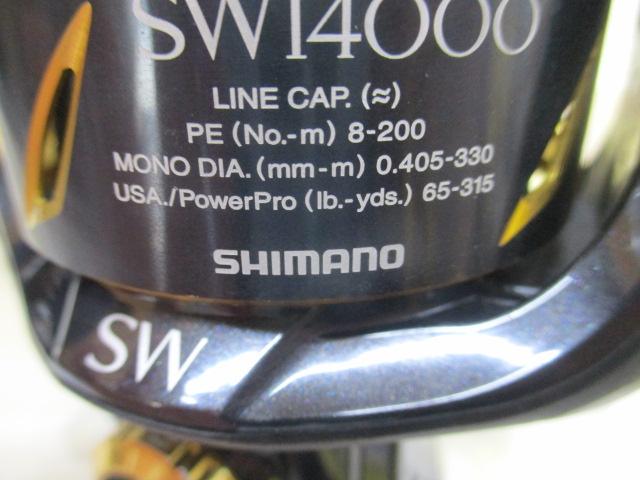 SW14000
LINE CAP. (≈)
PE (No.-m) 8-200
MONO DIA. (mm-m) 0.405-330
USA./PowerPro (lb.-yds.) 65-315
SHIMANO
SW